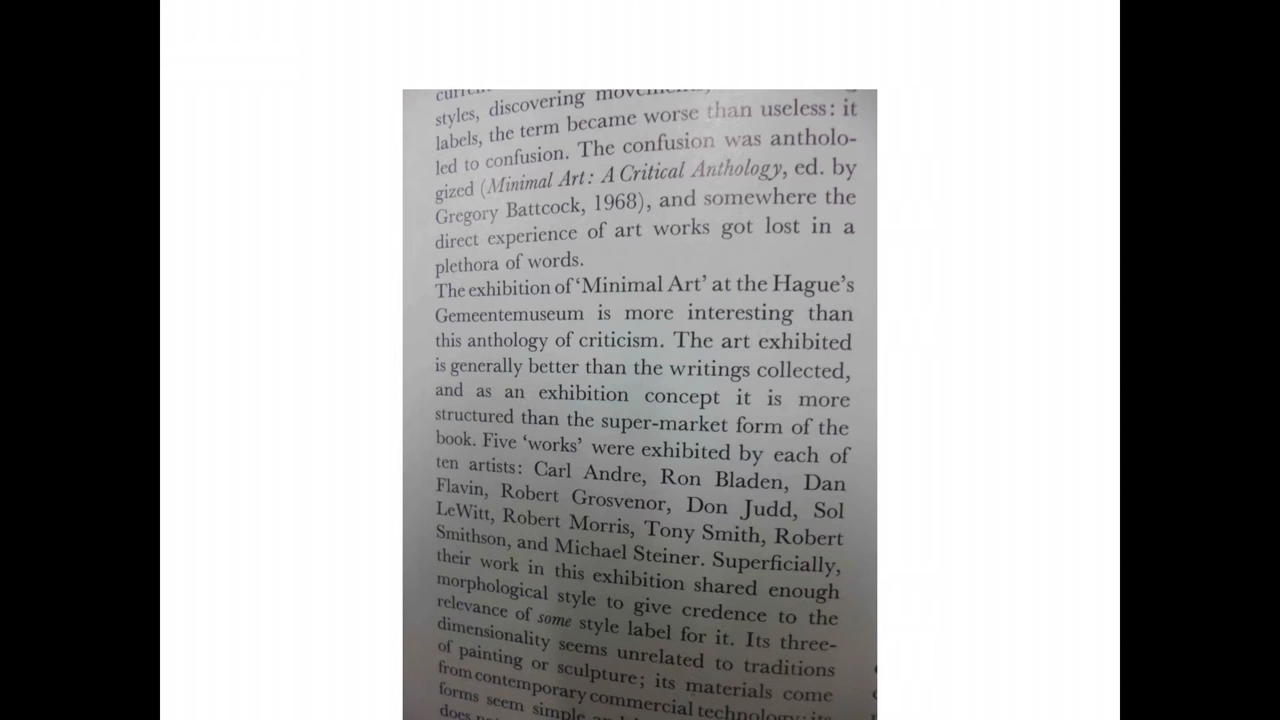 styles, discovering
labels, the term became worse than useless: it
led to confusion. The confusion was antholo-
gized (Minimal Art: A Critical Anthology, ed. by
Gregory Battcock, 1968), and somewhere the
direct experience of art works got lost in a
plethora of words.
The exhibition of ‘Minimal Art’ at the Hague’s
Gemeentemuseum is more interesting than
this anthology of criticism. The art exhibited
is generally better than the writings collected,
and as an exhibition concept it is more
structured than the super-market form of the
book. Five ‘works’ were exhibited by each of
ten artists: Carl Andre, Ron Bladen, Dan
Flavin, Robert Grosvenor, Don Judd, Sol
LeWitt, Robert Morris, Tony Smith, Robert
Smithson, and Michael Steiner. Superficially,
their work in this exhibition shared enough
morphological style to give credence to the
relevance of some style label for it. Its three-
dimensionality seems unrelated to traditions
of painting or sculpture; its materials come
from contemporary commercial technology; its
forms seem simple
does